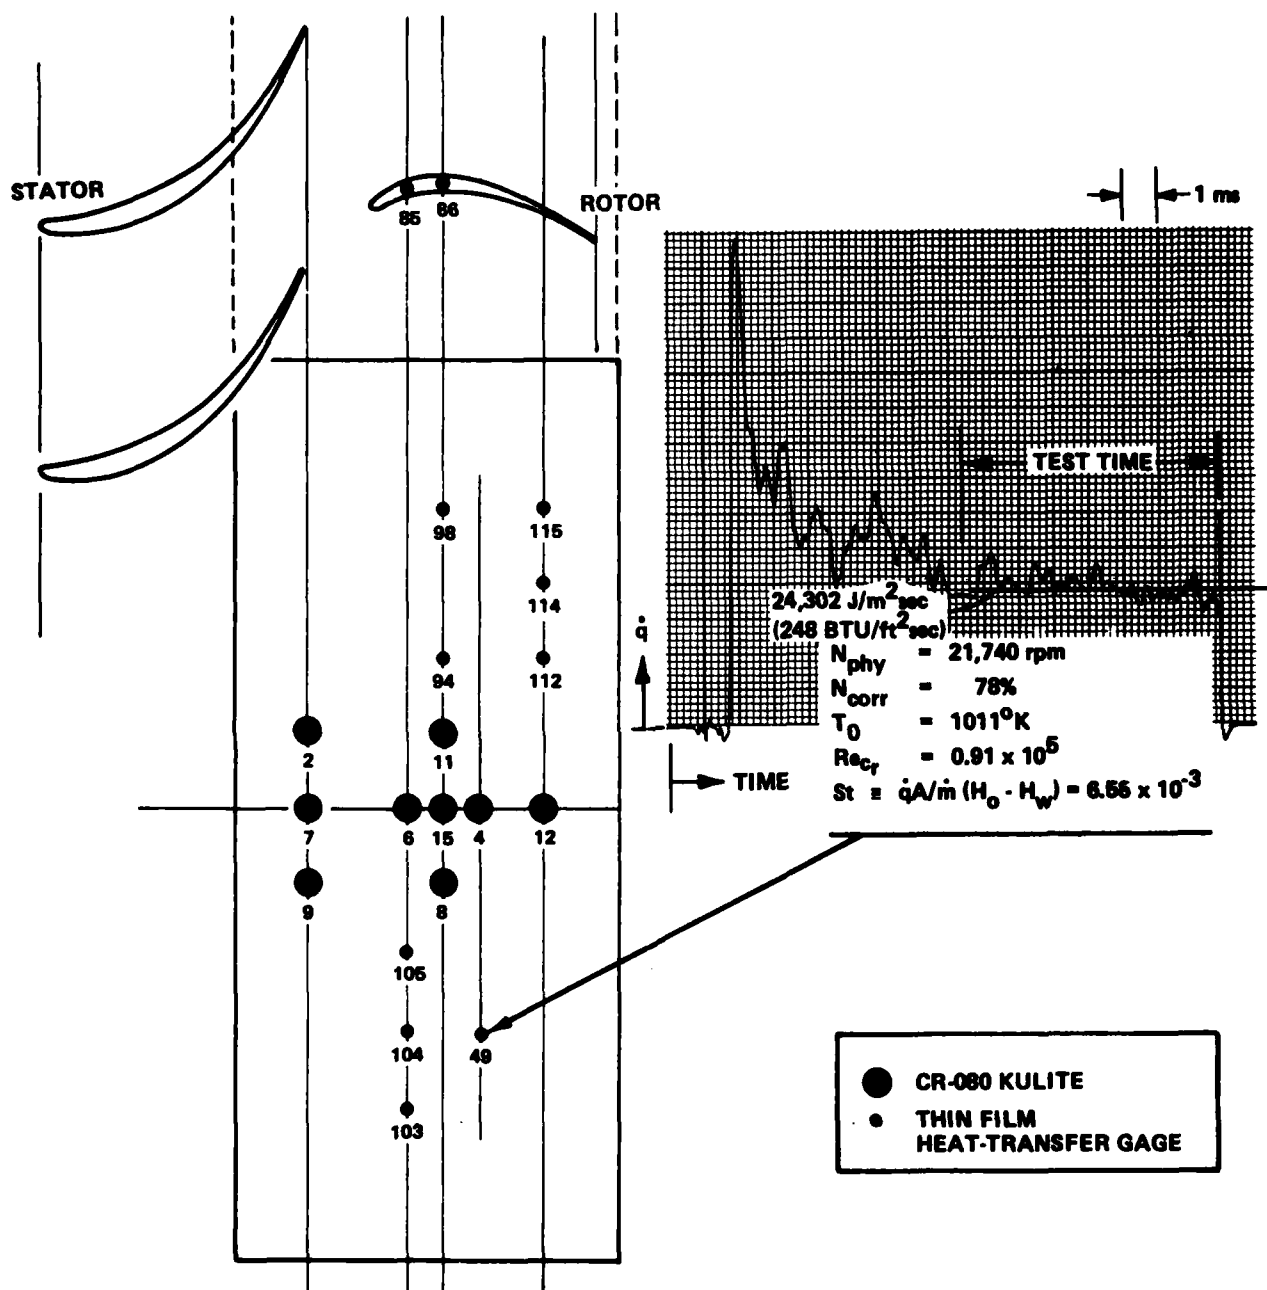 STATOR
85
86
ROTOR
1 ms
TEST TIME
98
115
114
94
112
24,302 J/m²sec
(248 BTU/ft²sec)
q̇
N_phy = 21,740 rpm
N_corr = 78%
T_0 = 1011°K
Re_c_r = 0.91 x 10⁵
St ≡ q̇A/ṁ (H_o - H_w) = 6.56 x 10⁻³
TIME
2
11
7
6
15
4
12
9
8
105
104
49
103
CR-080 KULITE
THIN FILM
HEAT-TRANSFER GAGE